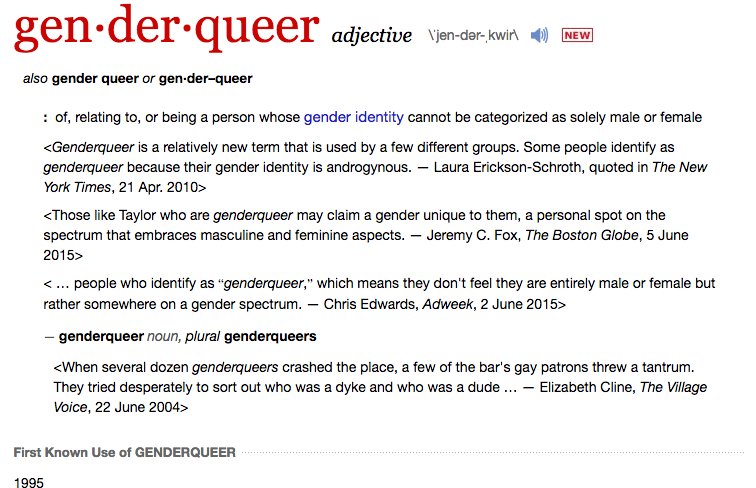 gen·der·queer adjective \ˈjen-dər-ˌkwir\ NEW
also gender queer or gen·der–queer
: of, relating to, or being a person whose gender identity cannot be categorized as solely male or female
<Genderqueer is a relatively new term that is used by a few different groups. Some people identify as
genderqueer because their gender identity is androgynous. — Laura Erickson-Schroth, quoted in The New
York Times, 21 Apr. 2010>
<Those like Taylor who are genderqueer may claim a gender unique to them, a personal spot on the
spectrum that embraces masculine and feminine aspects. — Jeremy C. Fox, The Boston Globe, 5 June
2015>
< … people who identify as “genderqueer,” which means they don't feel they are entirely male or female but
rather somewhere on a gender spectrum. — Chris Edwards, Adweek, 2 June 2015>
— genderqueer noun, plural genderqueers
<When several dozen genderqueers crashed the place, a few of the bar's gay patrons threw a tantrum.
They tried desperately to sort out who was a dyke and who was a dude … — Elizabeth Cline, The Village
Voice, 22 June 2004>
First Known Use of GENDERQUEER
1995